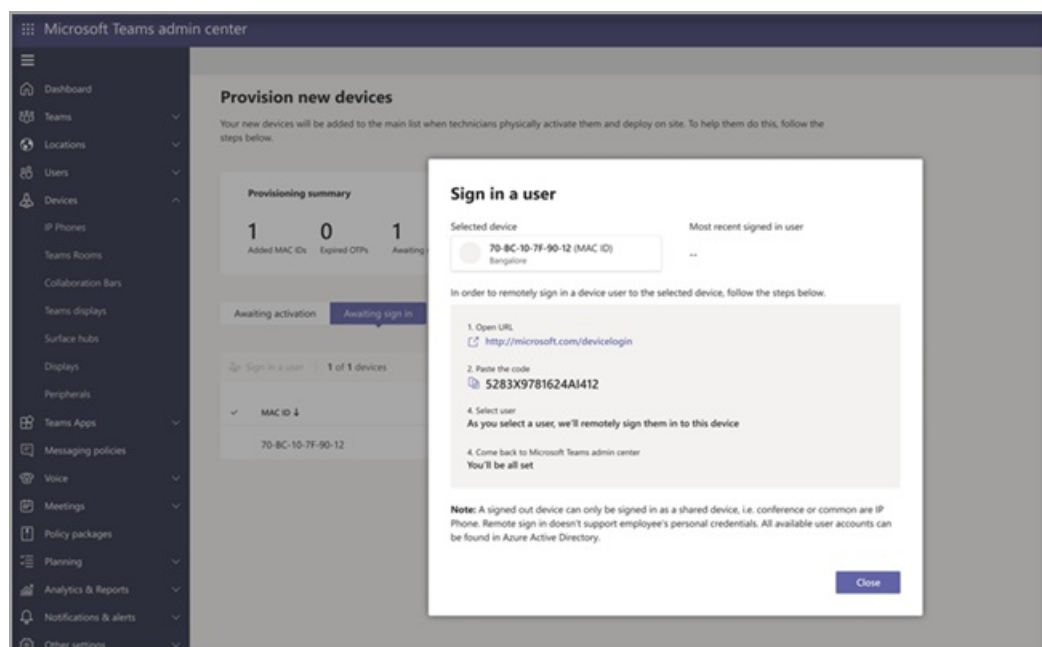 Microsoft Teams admin center
Dashboard
Teams
Locations
Users
Devices
IP Phones
Teams Rooms
Collaboration Bars
Teams displays
Surface hubs
Displays
Peripherals
Teams Apps
Messaging policies
Voice
Meetings
Policy packages
Planning
Analytics & Reports
Notifications & alerts
Other settings
Provision new devices
Your new devices will be added to the main list when technicians physically activate them and deploy on site. To help them do this, follow the
steps below.
Provisioning summary
1 0 1
Added MAC IDs Expired OTPs Awaiting
Awaiting activation Awaiting sign in
Sign in a user 1 of 1 devices
MAC ID ↓
70-BC-10-7F-90-12
Sign in a user
Selected device Most recent signed in user
70-BC-10-7F-90-12 (MAC ID) --
Bangalore
In order to remotely sign in a device user to the selected device, follow the steps below.
1. Open URL
http://microsoft.com/devicelogin
2. Paste the code
5283X9781624AI412
4. Select user
As you select a user, we'll remotely sign them in to this device
4. Come back to Microsoft Teams admin center
You'll be all set
Note: A signed out device can only be signed in as a shared device, i.e. conference or common are IP
Phone. Remote sign in doesn't support employee's personal credentials. All available user accounts can
be found in Azure Active Directory.
Close